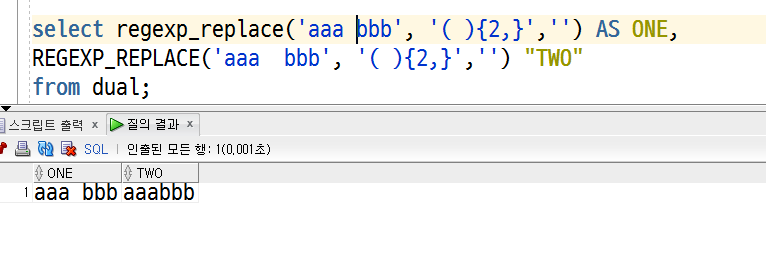 select regexp_replace('aaa bbb', '( ){2,}','') AS ONE,
REGEXP_REPLACE('aaa  bbb', '( ){2,}','') "TWO"
from dual;
스크립트 출력 x 질의 결과 x
SQL | 인출된 모든 행: 1(0,001초)
ONE TWO
1 aaa bbb aaabbb